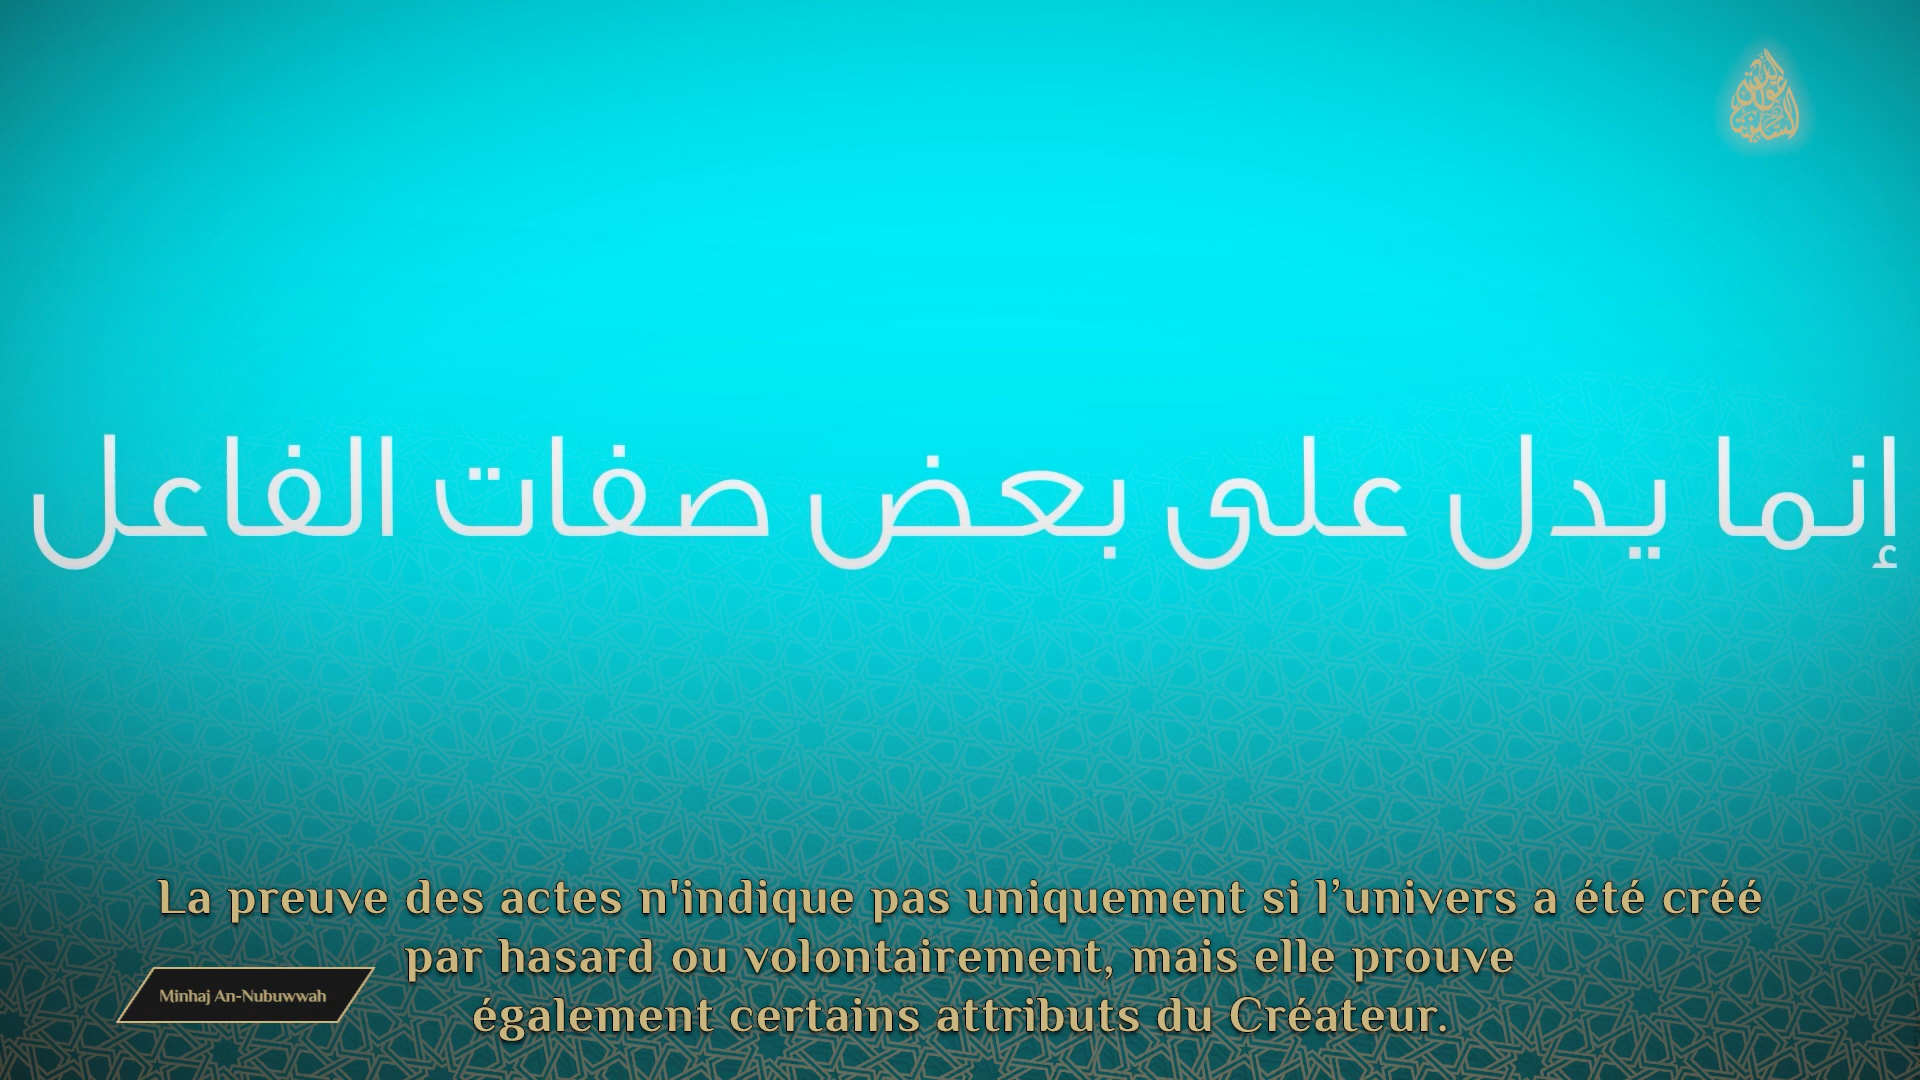 إنما يدل على بعض صفات الفاعل
La preuve des actes n'indique pas uniquement si l’univers a été créé
par hasard ou volontairement, mais elle prouve
également certains attributs du Créateur.
Minhaj An-Nubuwwah